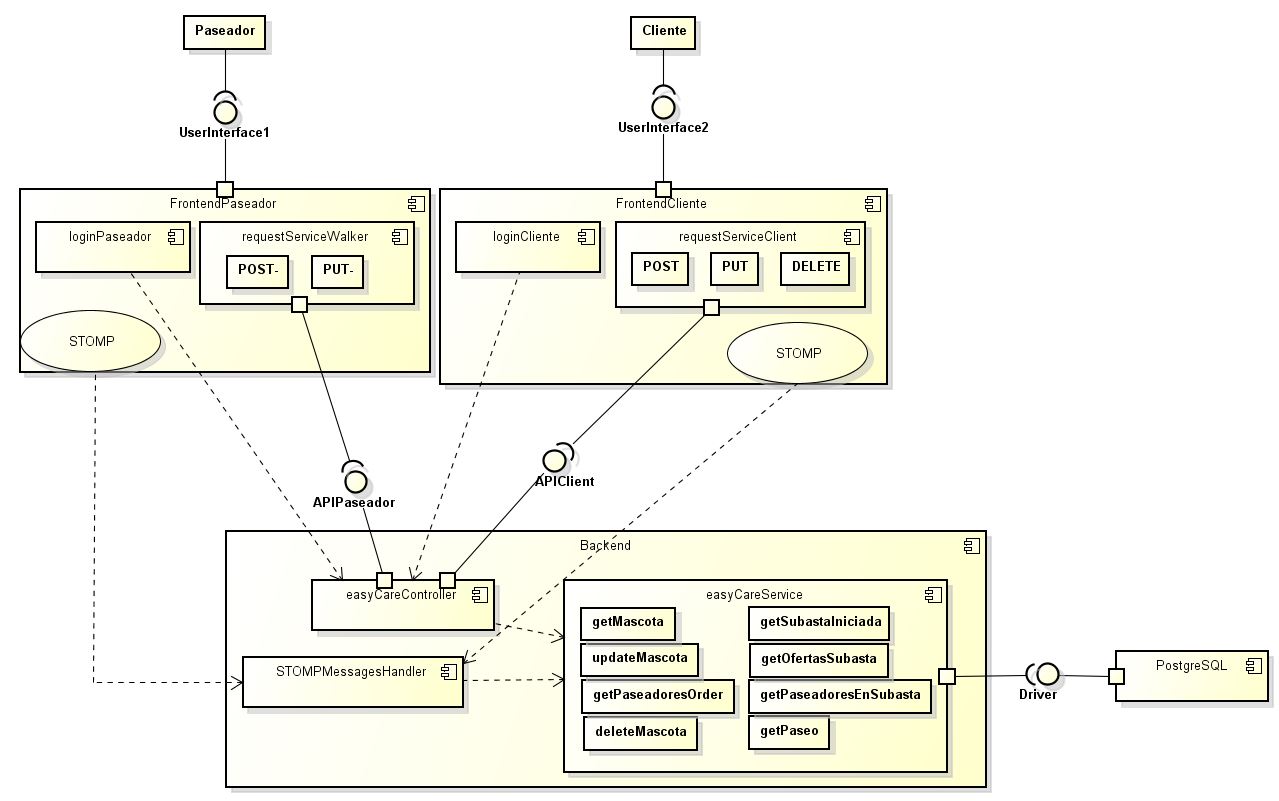 Paseador
Cliente
UserInterface1
UserInterface2
FrontendPaseador
loginPaseador
requestServiceWalker
POST-
PUT-
STOMP
FrontendCliente
loginCliente
requestServiceClient
POST
PUT
DELETE
STOMP
APIPaseador
APIClient
Backend
easyCareController
STOMPMessagesHandler
easyCareService
getMascota
updateMascota
getPaseadoresOrder
deleteMascota
getSubastaIniciada
getOfertasSubasta
getPaseadoresEnSubasta
getPaseo
Driver
PostgreSQL